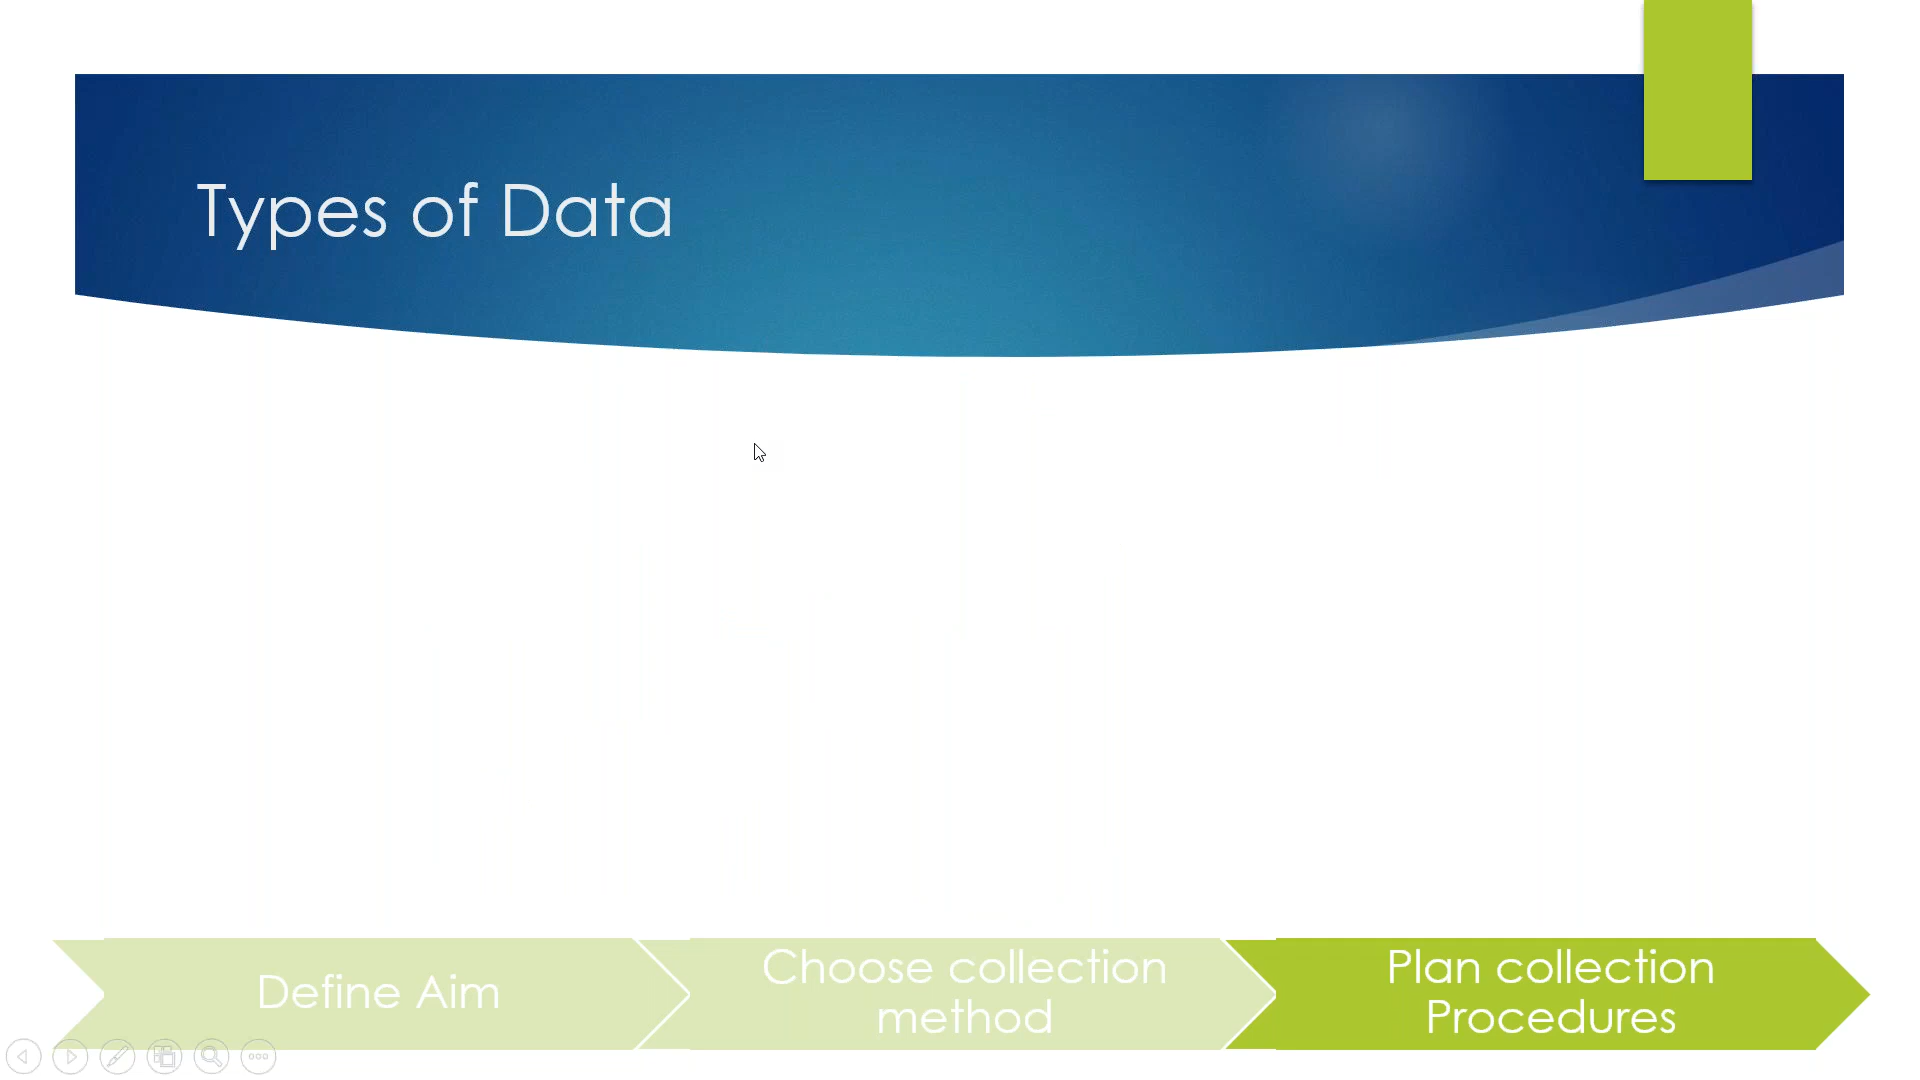 Types of Data
Define Aim
Choose collection
method
Plan collection
Procedures